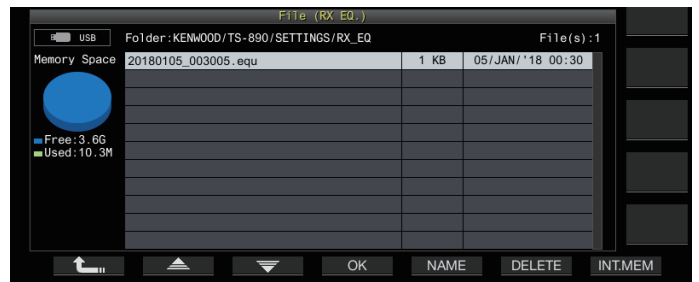 File (RX EQ.)
USB Folder:KENWOOD/TS-890/SETTINGS/RX_EQ File(s):1
Memory Space 20180105_003005.equ 1 KB 05/JAN/'18 00:30
Free:3.6G
Used:10.3M
OK NAME DELETE INT.MEM